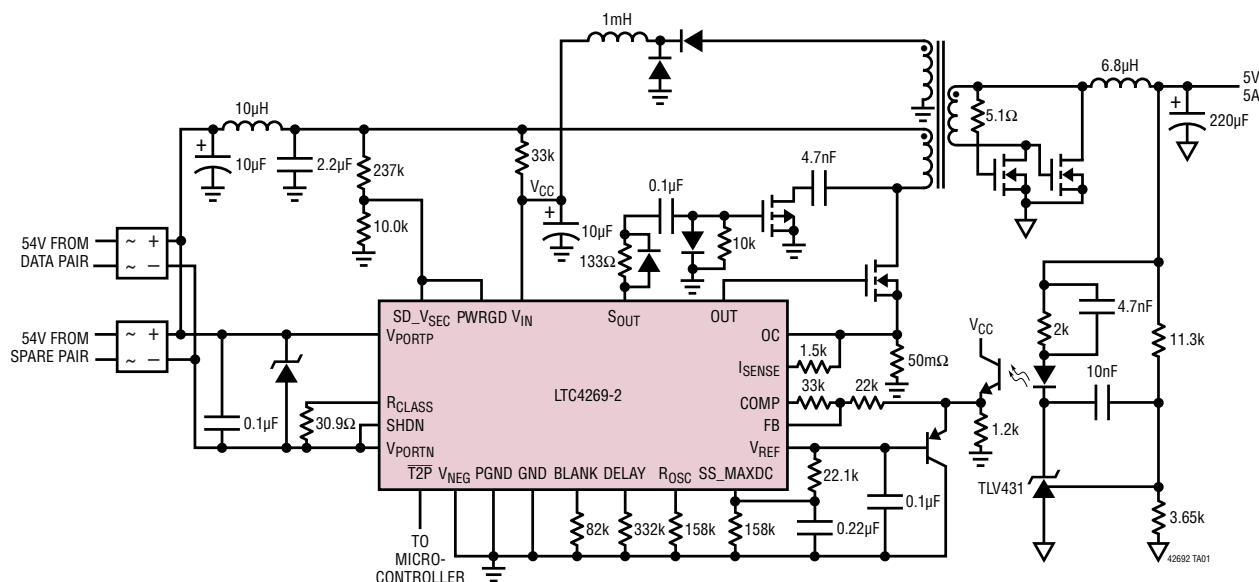 1mH
10µH
6.8µH
5V
5A
+
10µF
2.2µF
237k
33k
VCC
4.7nF
5.1Ω
+
220µF
10.0k
+
10µF
0.1µF
133Ω
10k
54V FROM
DATA PAIR
~ +
~ –
54V FROM
SPARE PAIR
~ +
~ –
SD_VSEC PWRGD VIN SOUT OUT
VPORTP
OC
ISENSE
1.5k
50mΩ
LTC4269-2
VCC
2k
4.7nF
11.3k
10nF
RCLASS
SHDN
VPORTN
0.1µF
30.9Ω
COMP
33k
22k
FB
VREF
1.2k
T2P VNEG PGND GND BLANK DELAY ROSC SS_MAXDC
22.1k
0.1µF
TLV431
TO
MICRO-
CONTROLLER
82k
332k
158k
158k
0.22µF
3.65k
42692 TA01